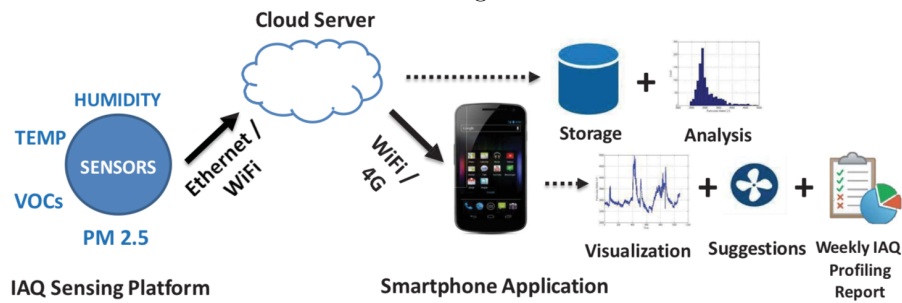 Cloud Server
HUMIDITY
TEMP
SENSORS
VOCs
PM 2.5
IAQ Sensing Platform
Ethernet /
WiFi
WiFi /
4G
Smartphone Application
Storage
+
Analysis
Visualization
+
Suggestions
+
Weekly IAQ
Profiling
Report